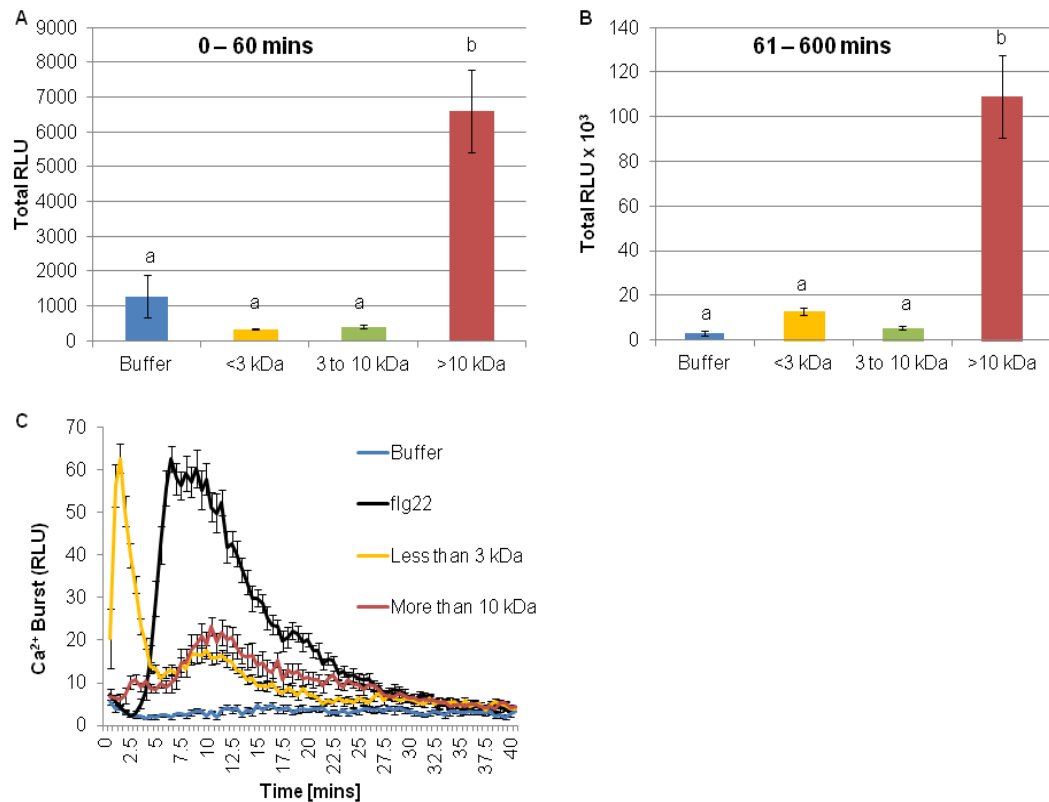 A
0 – 60 mins
Total RLU
9000
8000
7000
6000
5000
4000
3000
2000
1000
0
a
a
a
b
Buffer
<3 kDa
3 to 10 kDa
>10 kDa
B
61 – 600 mins
Total RLU x 10³
140
120
100
80
60
40
20
0
a
a
a
b
Buffer
<3 kDa
3 to 10 kDa
>10 kDa
C
Ca²⁺ Burst (RLU)
70
60
50
40
30
20
10
0
Buffer
flg22
Less than 3 kDa
More than 10 kDa
0
2.5
5
7.5
10
12.5
15
17.5
20
22.5
25
27.5
30
32.5
35
37.5
40
Time [mins]